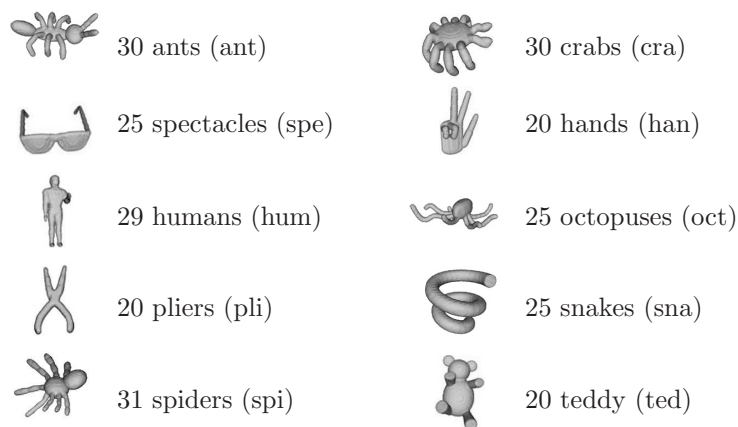 30 ants (ant)
30 crabs (cra)
25 spectacles (spe)
20 hands (han)
29 humans (hum)
25 octopuses (oct)
20 pliers (pli)
25 snakes (sna)
31 spiders (spi)
20 teddy (ted)